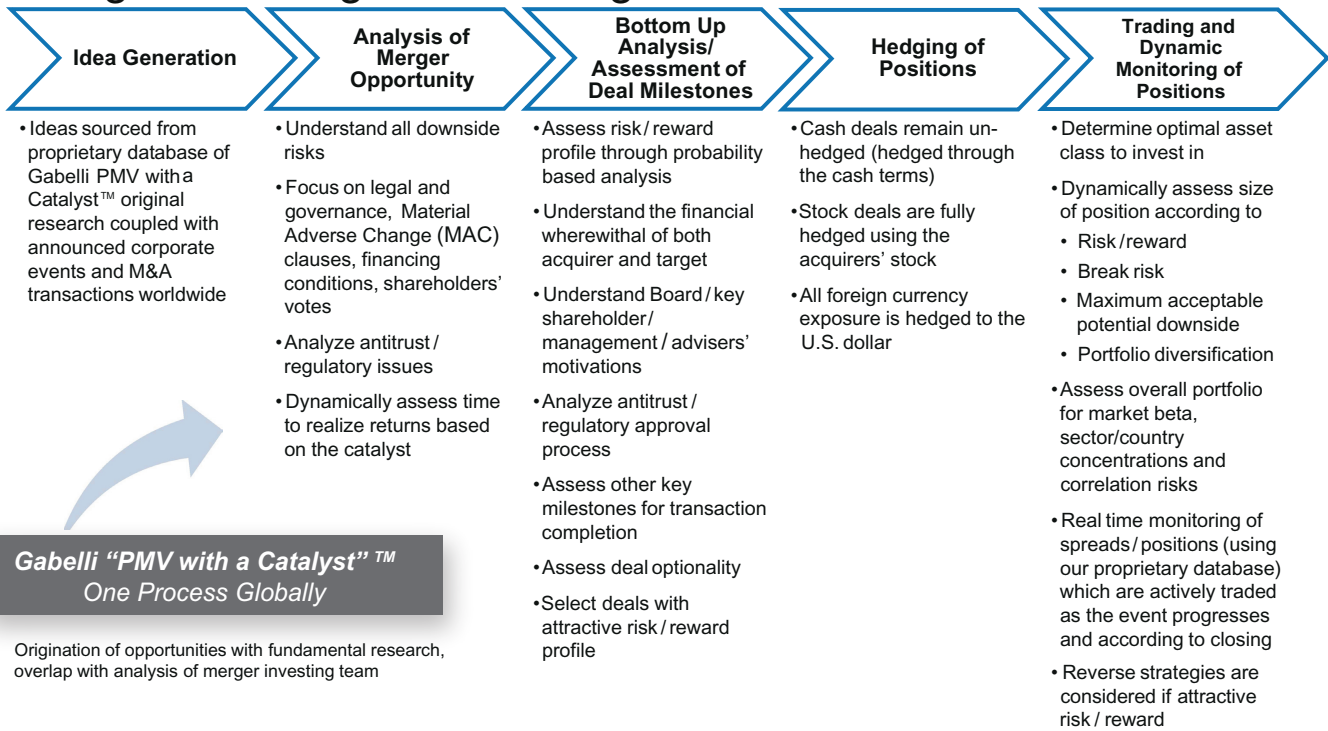 Idea Generation
Analysis of
Merger
Opportunity
Bottom Up
Analysis/
Assessment of
Deal Milestones
Hedging of
Positions
Trading and
Dynamic
Monitoring of
Positions
• Ideas sourced from
proprietary database of
Gabelli PMV with a
Catalyst™ original
research coupled with
announced corporate
events and M&A
transactions worldwide
• Understand all downside
risks
• Focus on legal and
governance, Material
Adverse Change (MAC)
clauses, financing
conditions, shareholders’
votes
• Analyze antitrust /
regulatory issues
• Dynamically assess time
to realize returns based
on the catalyst
• Assess risk / reward
profile through probability
based analysis
• Understand the financial
wherewithal of both
acquirer and target
• Understand Board / key
shareholder /
management / advisers’
motivations
• Analyze antitrust /
regulatory approval
process
• Assess other key
milestones for transaction
completion
• Assess deal optionality
• Select deals with
attractive risk / reward
profile
• Cash deals remain un-
hedged (hedged through
the cash terms)
• Stock deals are fully
hedged using the
acquirers’ stock
• All foreign currency
exposure is hedged to the
U.S. dollar
• Determine optimal asset
class to invest in
• Dynamically assess size
of position according to
• Risk / reward
• Break risk
• Maximum acceptable
potential downside
• Portfolio diversification
• Assess overall portfolio
for market beta,
sector/country
concentrations and
correlation risks
• Real time monitoring of
spreads / positions (using
our proprietary database)
which are actively traded
as the event progresses
and according to closing
• Reverse strategies are
considered if attractive
risk / reward
Gabelli “PMV with a Catalyst” ™
One Process Globally
Origination of opportunities with fundamental research,
overlap with analysis of merger investing team